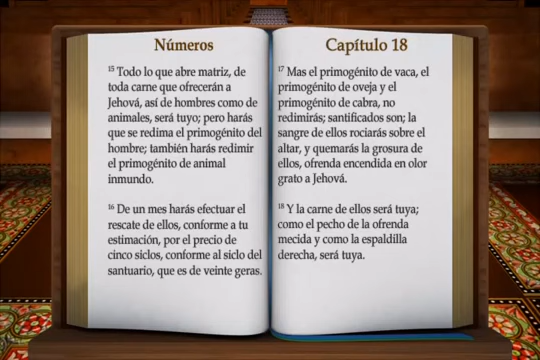 Números
15 Todo lo que abre matriz, de
toda carne que ofrecerán a
Jehová, así de hombres como de
animales, será tuyo; pero harás
que se redima el primogénito del
hombre; también harás redimir
el primogénito de animal
inmundo.
16 De un mes harás efectuar el
rescate de ellos, conforme a tu
estimación, por el precio de
cinco siclos, conforme al siclo del
santuario, que es de veinte geras.
Capítulo 18
17 Mas el primogénito de vaca, el
primogénito de oveja y el
primogénito de cabra, no
redimirás; santificados son; la
sangre de ellos rociarás sobre el
altar, y quemarás la grosura de
ellos, ofrenda encendida en olor
grato a Jehová.
18 Y la carne de ellos será tuya;
como el pecho de la ofrenda
mecida y como la espaldilla
derecha, será tuya.